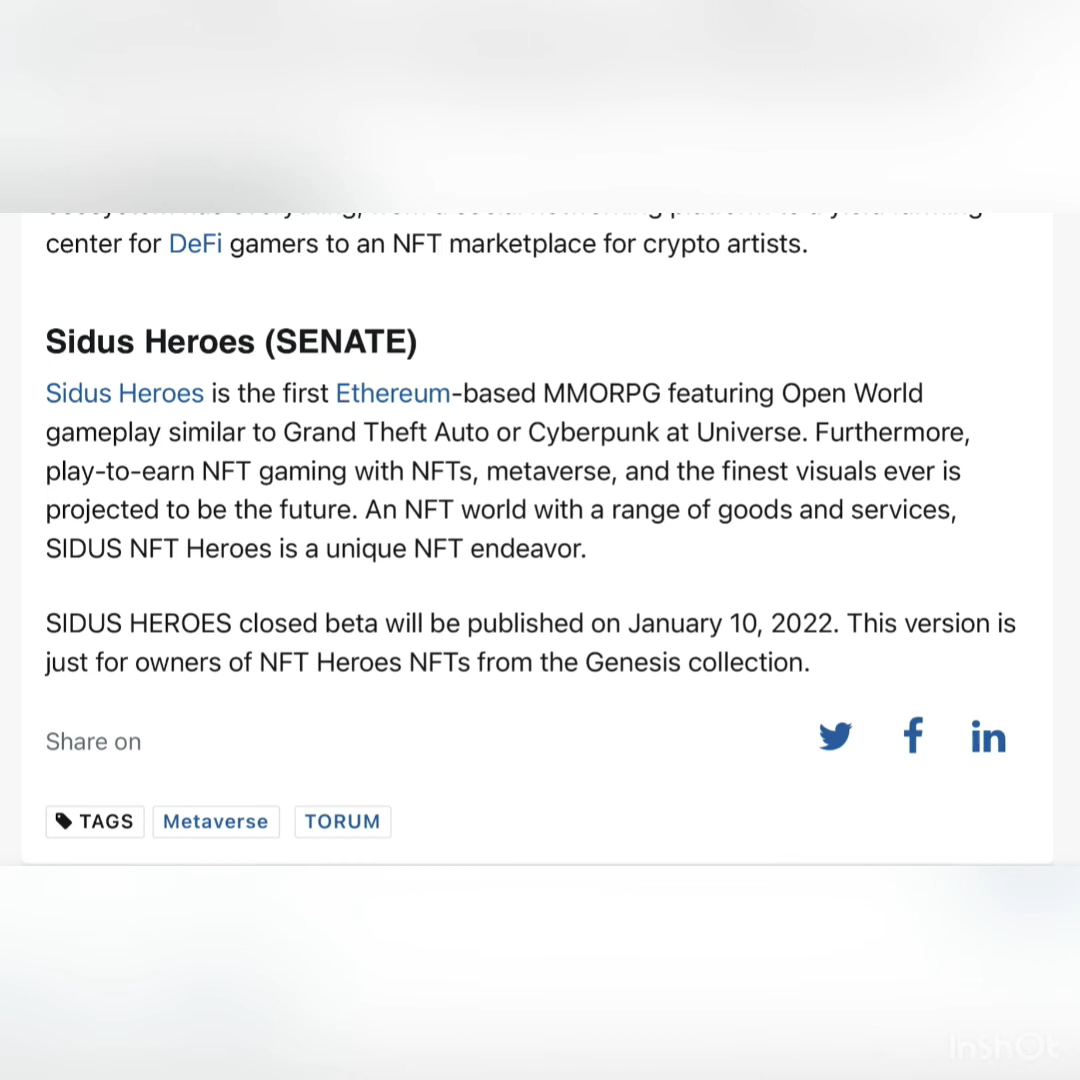 center for DeFi gamers to an NFT marketplace for crypto artists.
Sidus Heroes (SENATE)
Sidus Heroes is the first Ethereum-based MMORPG featuring Open World
gameplay similar to Grand Theft Auto or Cyberpunk at Universe. Furthermore,
play-to-earn NFT gaming with NFTs, metaverse, and the finest visuals ever is
projected to be the future. An NFT world with a range of goods and services,
SIDUS NFT Heroes is a unique NFT endeavor.
SIDUS HEROES closed beta will be published on January 10, 2022. This version is
just for owners of NFT Heroes NFTs from the Genesis collection.
Share on
TAGS Metaverse TORUM
InShOt